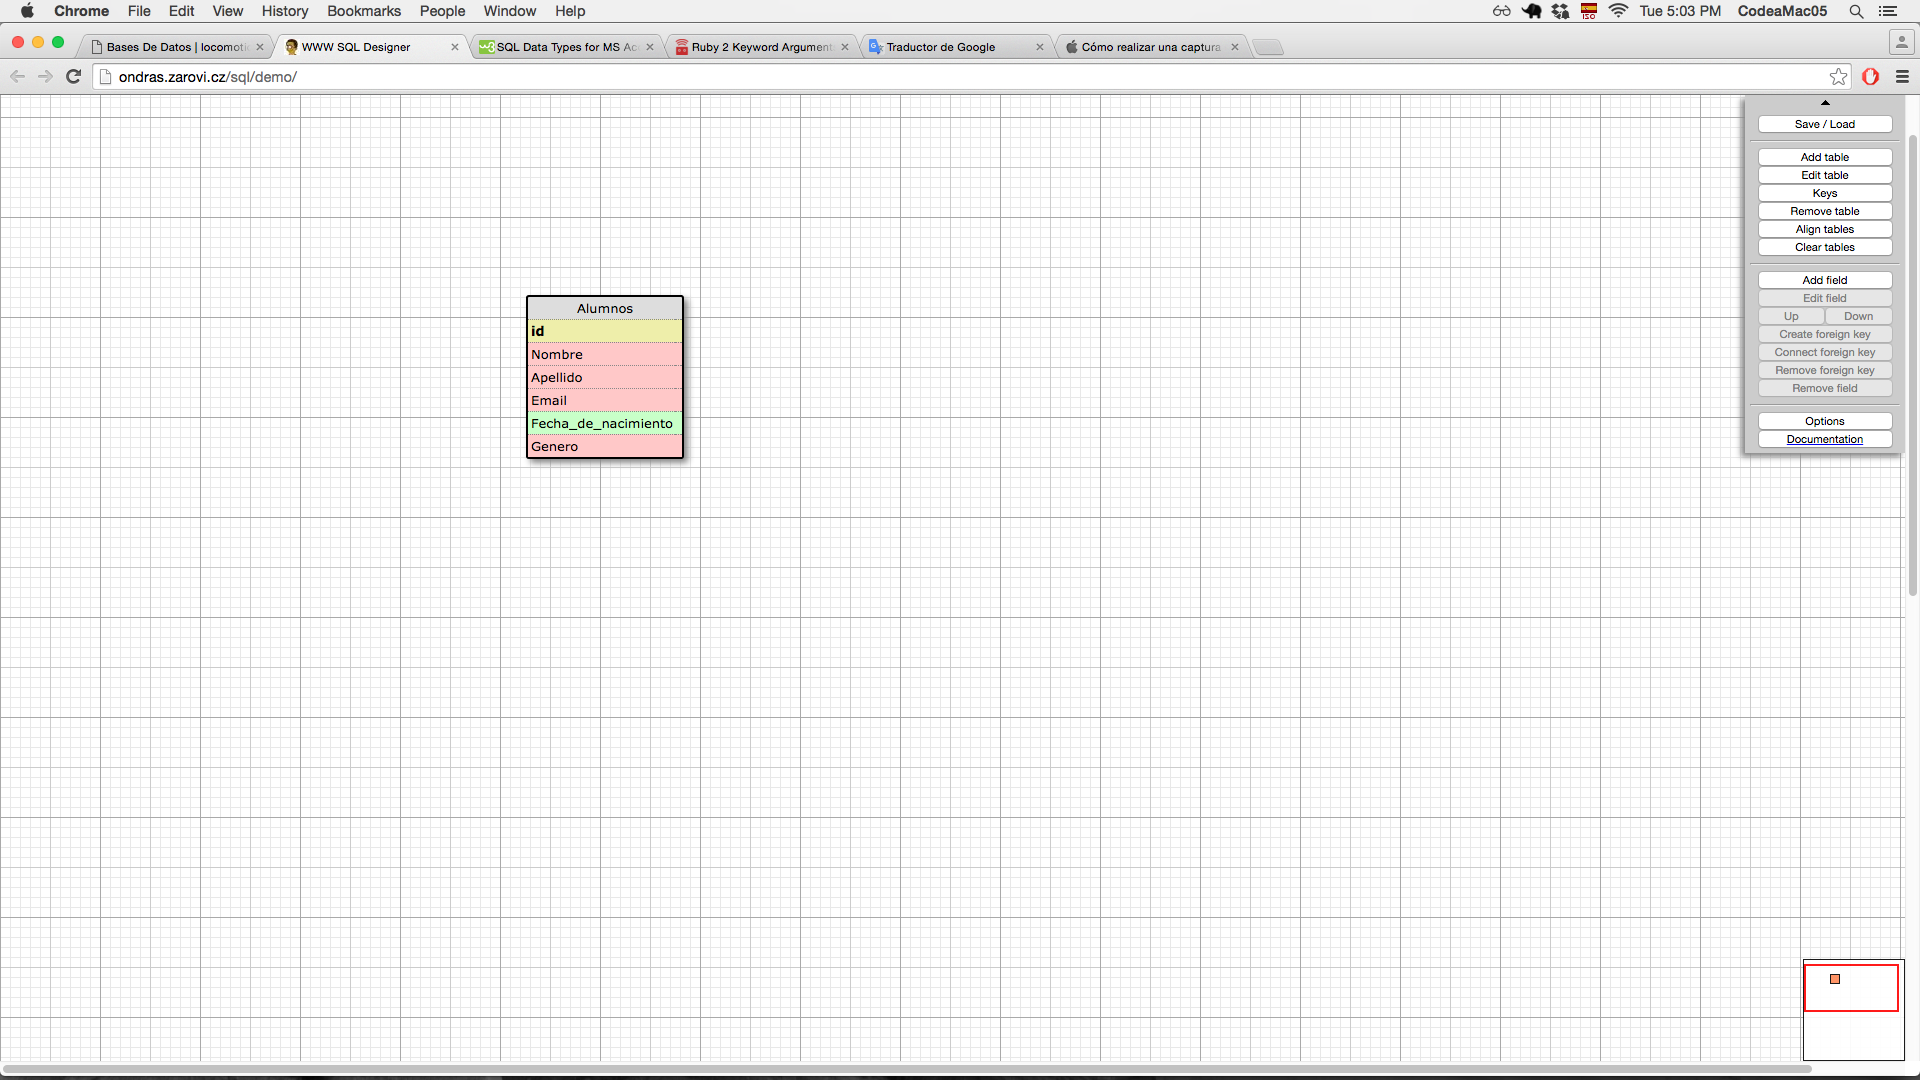 Chrome File Edit View History Bookmarks People Window Help ISO Tue 5:03 PM CodeaMac05
Bases De Datos | locomoti WWW SQL Designer SQL Data Types for MS Ac Ruby 2 Keyword Argument Traductor de Google Cómo realizar una captura
ondras.zarovi.cz/sql/demo/
Save / Load
Add table
Edit table
Keys
Remove table
Align tables
Clear tables
Add field
Edit field
Up Down
Create foreign key
Connect foreign key
Remove foreign key
Remove field
Options
Documentation
Alumnos
id
Nombre
Apellido
Email
Fecha_de_nacimiento
Genero